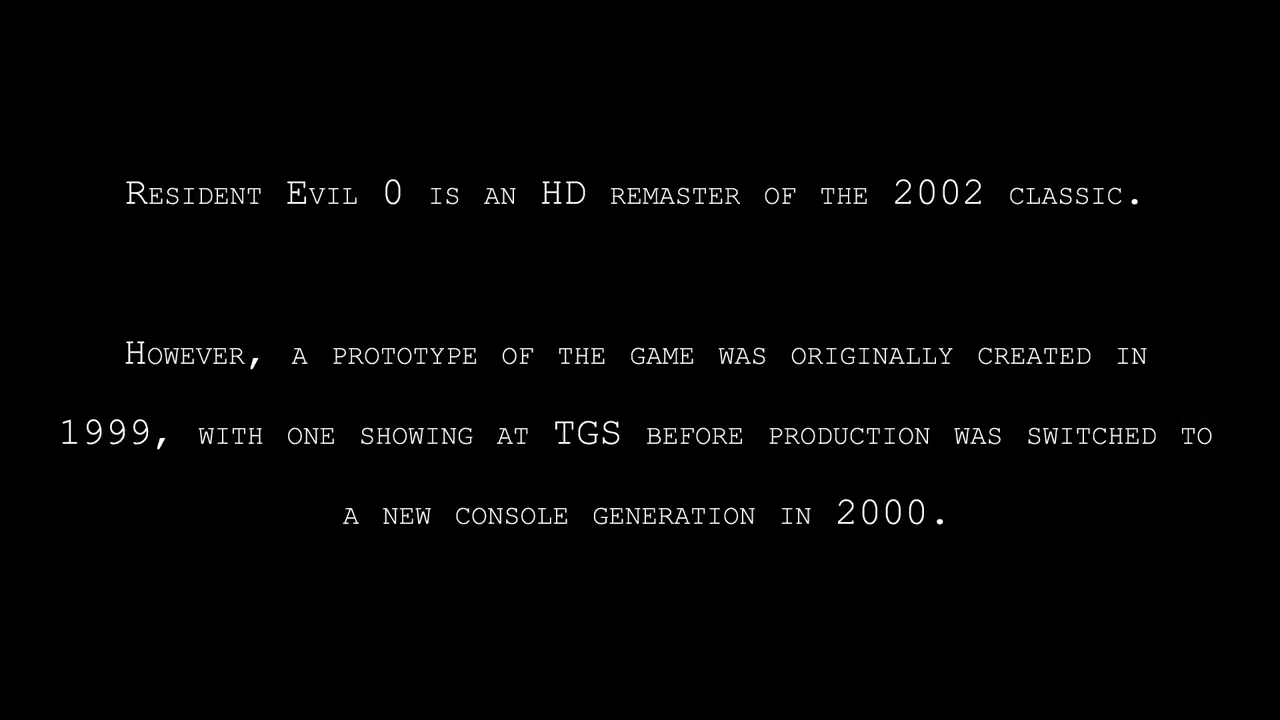 Resident Evil 0 is an HD remaster of the 2002 classic.
However, a prototype of the game was originally created in
1999, with one showing at TGS before production was switched to
a new console generation in 2000.